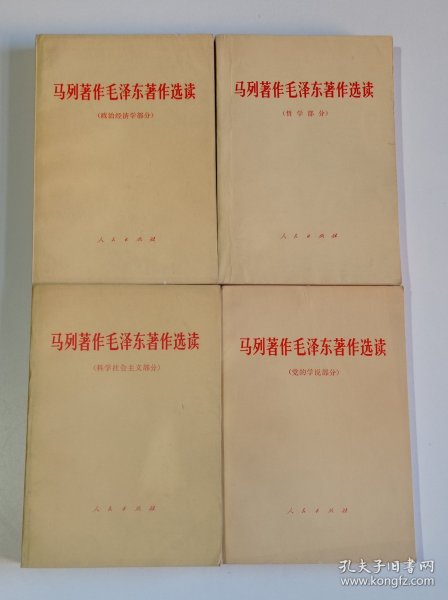 马列著作毛泽东著作选读
(政治经济学部分)
人民出版社
马列著作毛泽东著作选读
(哲学部分)
人民出版社
马列著作毛泽东著作选读
(科学社会主义部分)
人民出版社
马列著作毛泽东著作选读
(党的学说部分)
人民出版社
孔夫子旧书网
www.kongfz.com